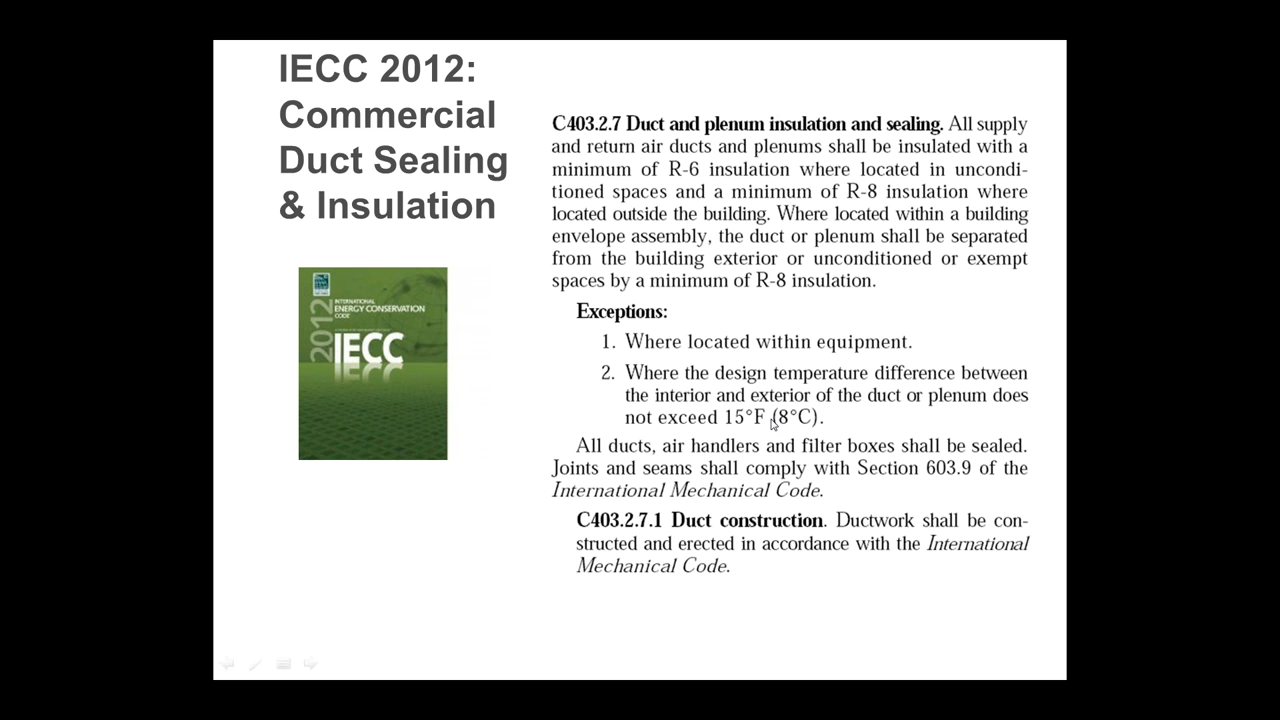 IECC 2012:
Commercial
Duct Sealing
& Insulation
2012
INTERNATIONAL
ENERGY CONSERVATION
CODE
IECC
C403.2.7 Duct and plenum insulation and sealing. All supply
and return air ducts and plenums shall be insulated with a
minimum of R-6 insulation where located in uncondi-
tioned spaces and a minimum of R-8 insulation where
located outside the building. Where located within a building
envelope assembly, the duct or plenum shall be separated
from the building exterior or unconditioned or exempt
spaces by a minimum of R-8 insulation.
Exceptions:
1. Where located within equipment.
2. Where the design temperature difference between
the interior and exterior of the duct or plenum does
not exceed 15°F (8°C).
All ducts, air handlers and filter boxes shall be sealed.
Joints and seams shall comply with Section 603.9 of the
International Mechanical Code.
C403.2.7.1 Duct construction. Ductwork shall be con-
structed and erected in accordance with the International
Mechanical Code.